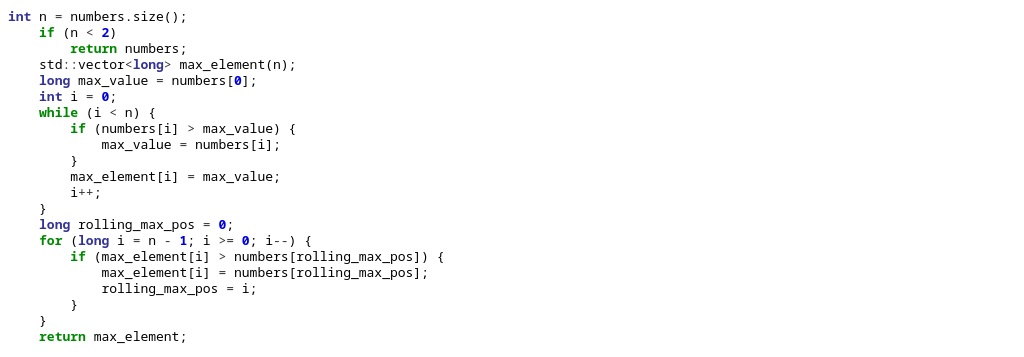 int n = numbers.size();
    if (n < 2)
        return numbers;
    std::vector<long> max_element(n);
    long max_value = numbers[0];
    int i = 0;
    while (i < n) {
        if (numbers[i] > max_value) {
            max_value = numbers[i];
        }
        max_element[i] = max_value;
        i++;
    }
    long rolling_max_pos = 0;
    for (long i = n - 1; i >= 0; i--) {
        if (max_element[i] > numbers[rolling_max_pos]) {
            max_element[i] = numbers[rolling_max_pos];
            rolling_max_pos = i;
        }
    }
    return max_element;